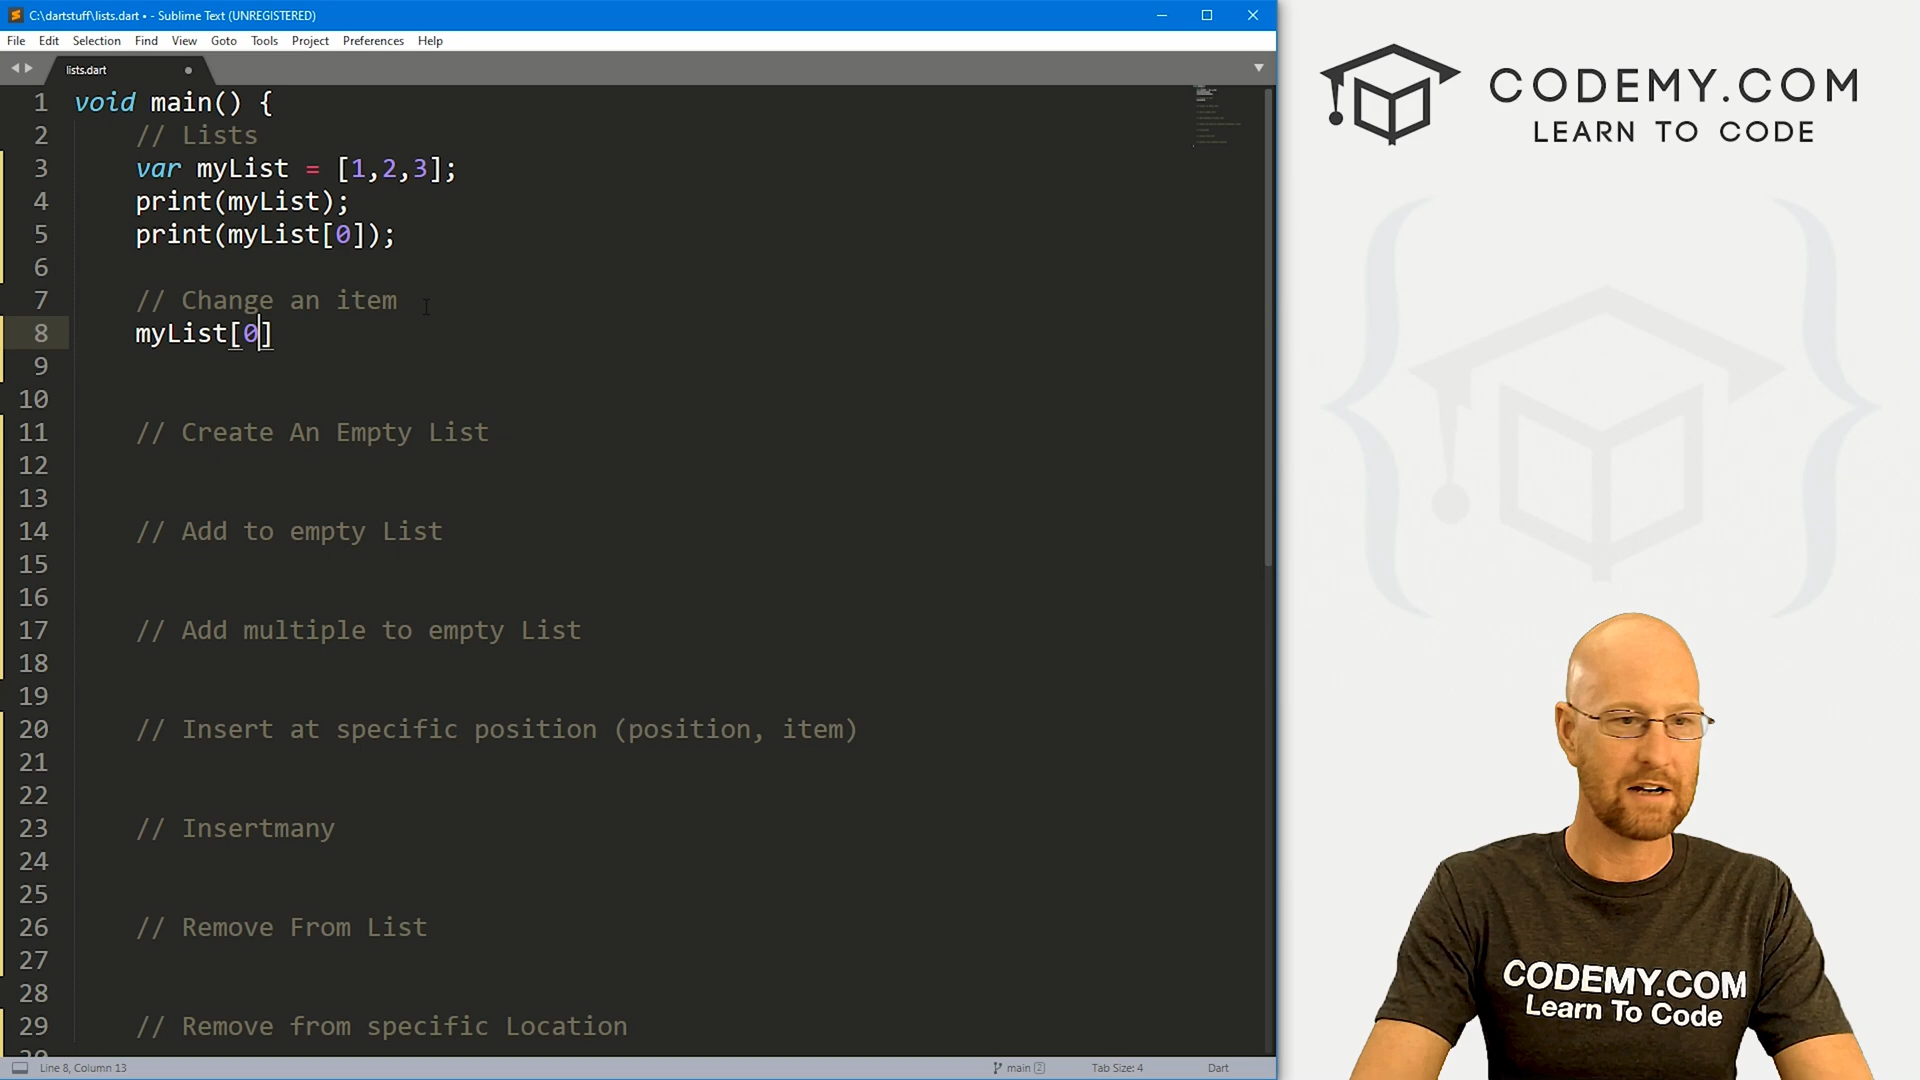 C:\dartstuff\lists.dart • - Sublime Text (UNREGISTERED)
File Edit Selection Find View Goto Tools Project Preferences Help
lists.dart
1 void main() {
2 // Lists
3 var myList = [1,2,3];
4 print(myList);
5 print(myList[0]);
6
7 // Change an item
8 myList[0]
9
10
11 // Create An Empty List
12
13
14 // Add to empty List
15
16
17 // Add multiple to empty List
18
19
20 // Insert at specific position (position, item)
21
22
23 // Insertmany
24
25
26 // Remove From List
27
28
29 // Remove from specific Location
30
Line 8, Column 13
main 2
Tab Size: 4
Dart
CODEMY.COM
LEARN TO CODE
CODEMY.COM
Learn To Code